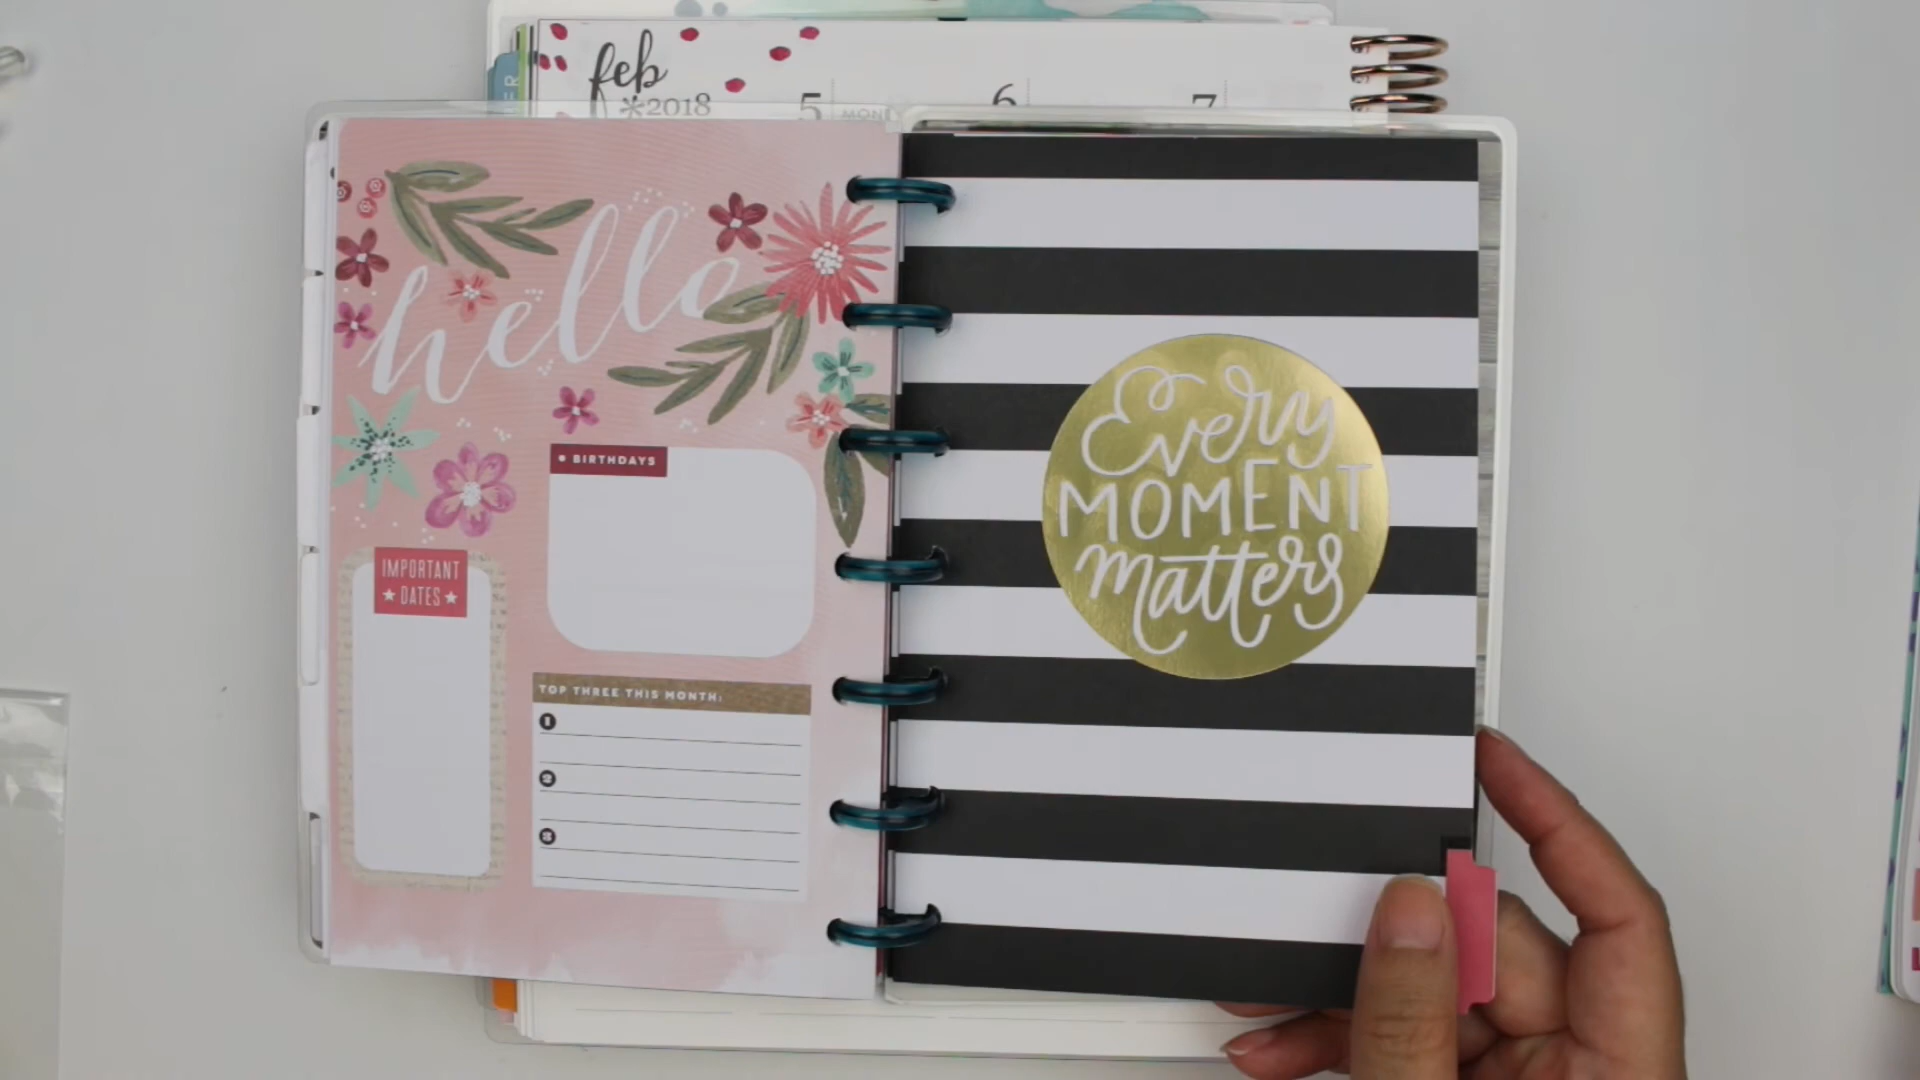 feb
*2018
5
MON
6
7
hello
BIRTHDAYS
IMPORTANT
★ DATES ★
TOP THREE THIS MONTH:
1
2
3
Every
MOMENT
matters